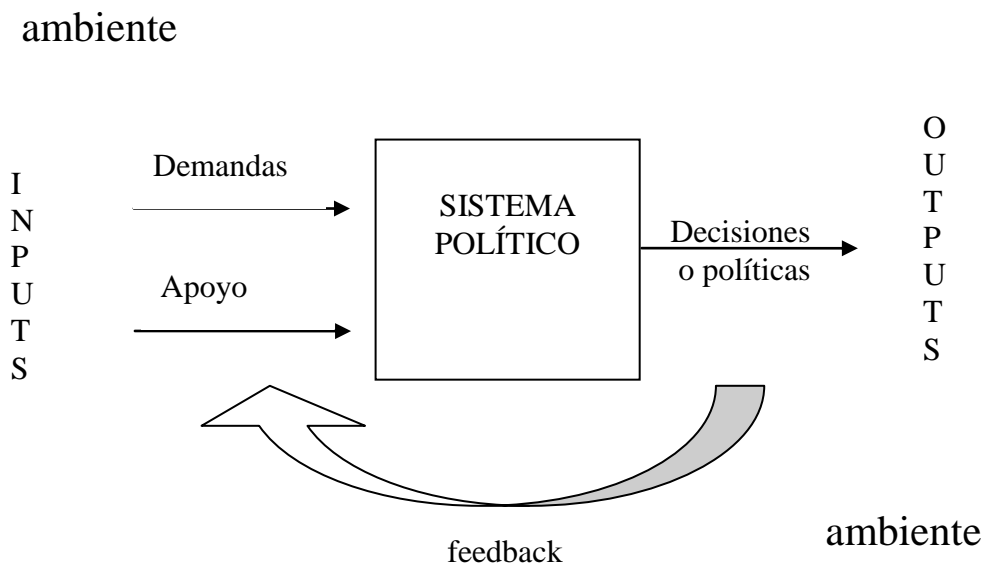 ambiente
INPUTS
Demandas
Apoyo
SISTEMA
POLÍTICO
Decisiones
o políticas
OUTPUTS
feedback
ambiente